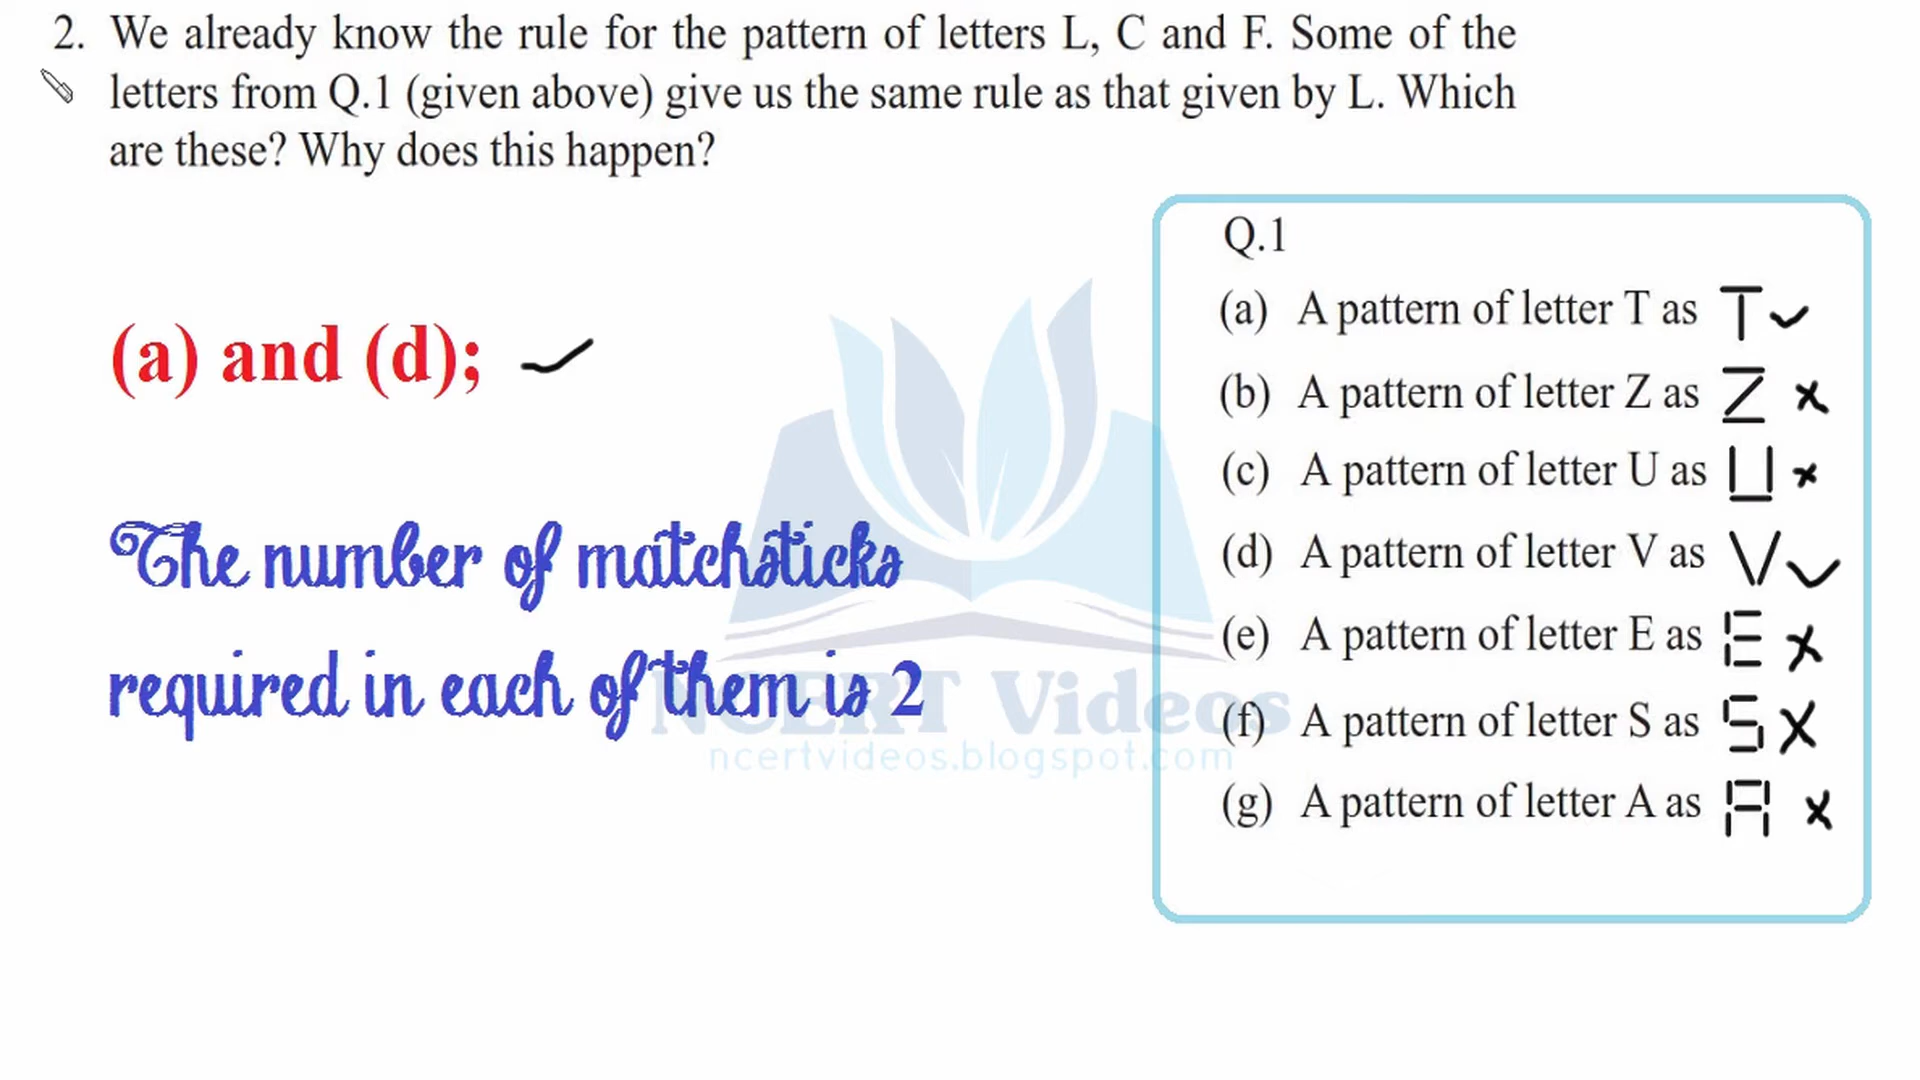 2. We already know the rule for the pattern of letters L, C and F. Some of the
letters from Q.1 (given above) give us the same rule as that given by L. Which
are these? Why does this happen?
(a) and (d);
The number of matchsticks
required in each of them is 2
Q.1
(a) A pattern of letter T as T
(b) A pattern of letter Z as Z
(c) A pattern of letter U as U
(d) A pattern of letter V as V
(e) A pattern of letter E as E
(f) A pattern of letter S as S
(g) A pattern of letter A as A
NCERT Videos
ncertvideos.blogspot.com